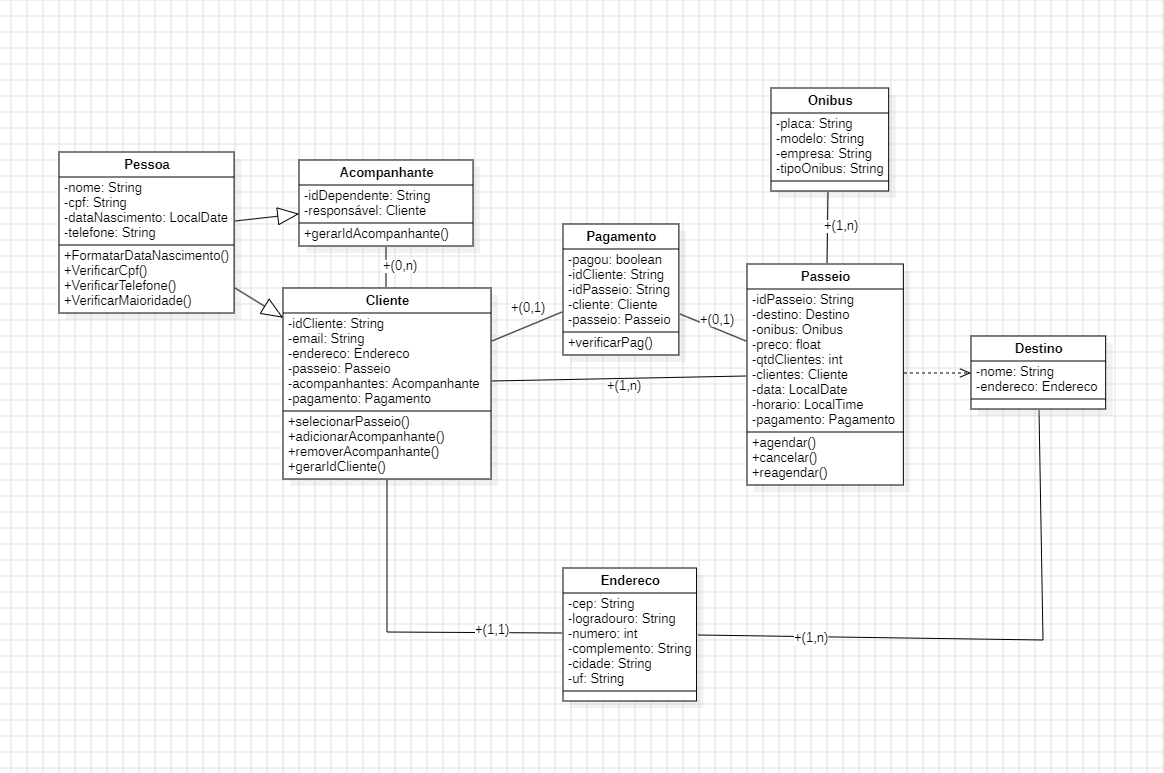 Onibus
-placa: String
-modelo: String
-empresa: String
-tipoOnibus: String
Pessoa
-nome: String
-cpf: String
-dataNascimento: LocalDate
-telefone: String
+FormatarDataNascimento()
+VerificarCpf()
+VerificarTelefone()
+VerificarMaioridade()
Acompanhante
-idDependente: String
-responsável: Cliente
+gerarIdAcompanhante()
+(0,n)
+(1,n)
Pagamento
-pagou: boolean
-idCliente: String
-idPasseio: String
-cliente: Cliente
-passeio: Passeio
+verificarPag()
+(0,1)
+(0,1)
Cliente
-idCliente: String
-email: String
-endereco: Endereco
-passeio: Passeio
-acompanhantes: Acompanhante
-pagamento: Pagamento
+selecionarPasseio()
+adicionarAcompanhante()
+removerAcompanhante()
+gerarIdCliente()
+(1,n)
Passeio
-idPasseio: String
-destino: Destino
-onibus: Onibus
-preco: float
-qtdClientes: int
-clientes: Cliente
-data: LocalDate
-horario: LocalTime
-pagamento: Pagamento
+agendar()
+cancelar()
+reagendar()
Destino
-nome: String
-endereco: Endereco
Endereco
-cep: String
-logradouro: String
-numero: int
-complemento: String
-cidade: String
-uf: String
+(1,1)
+(1,n)